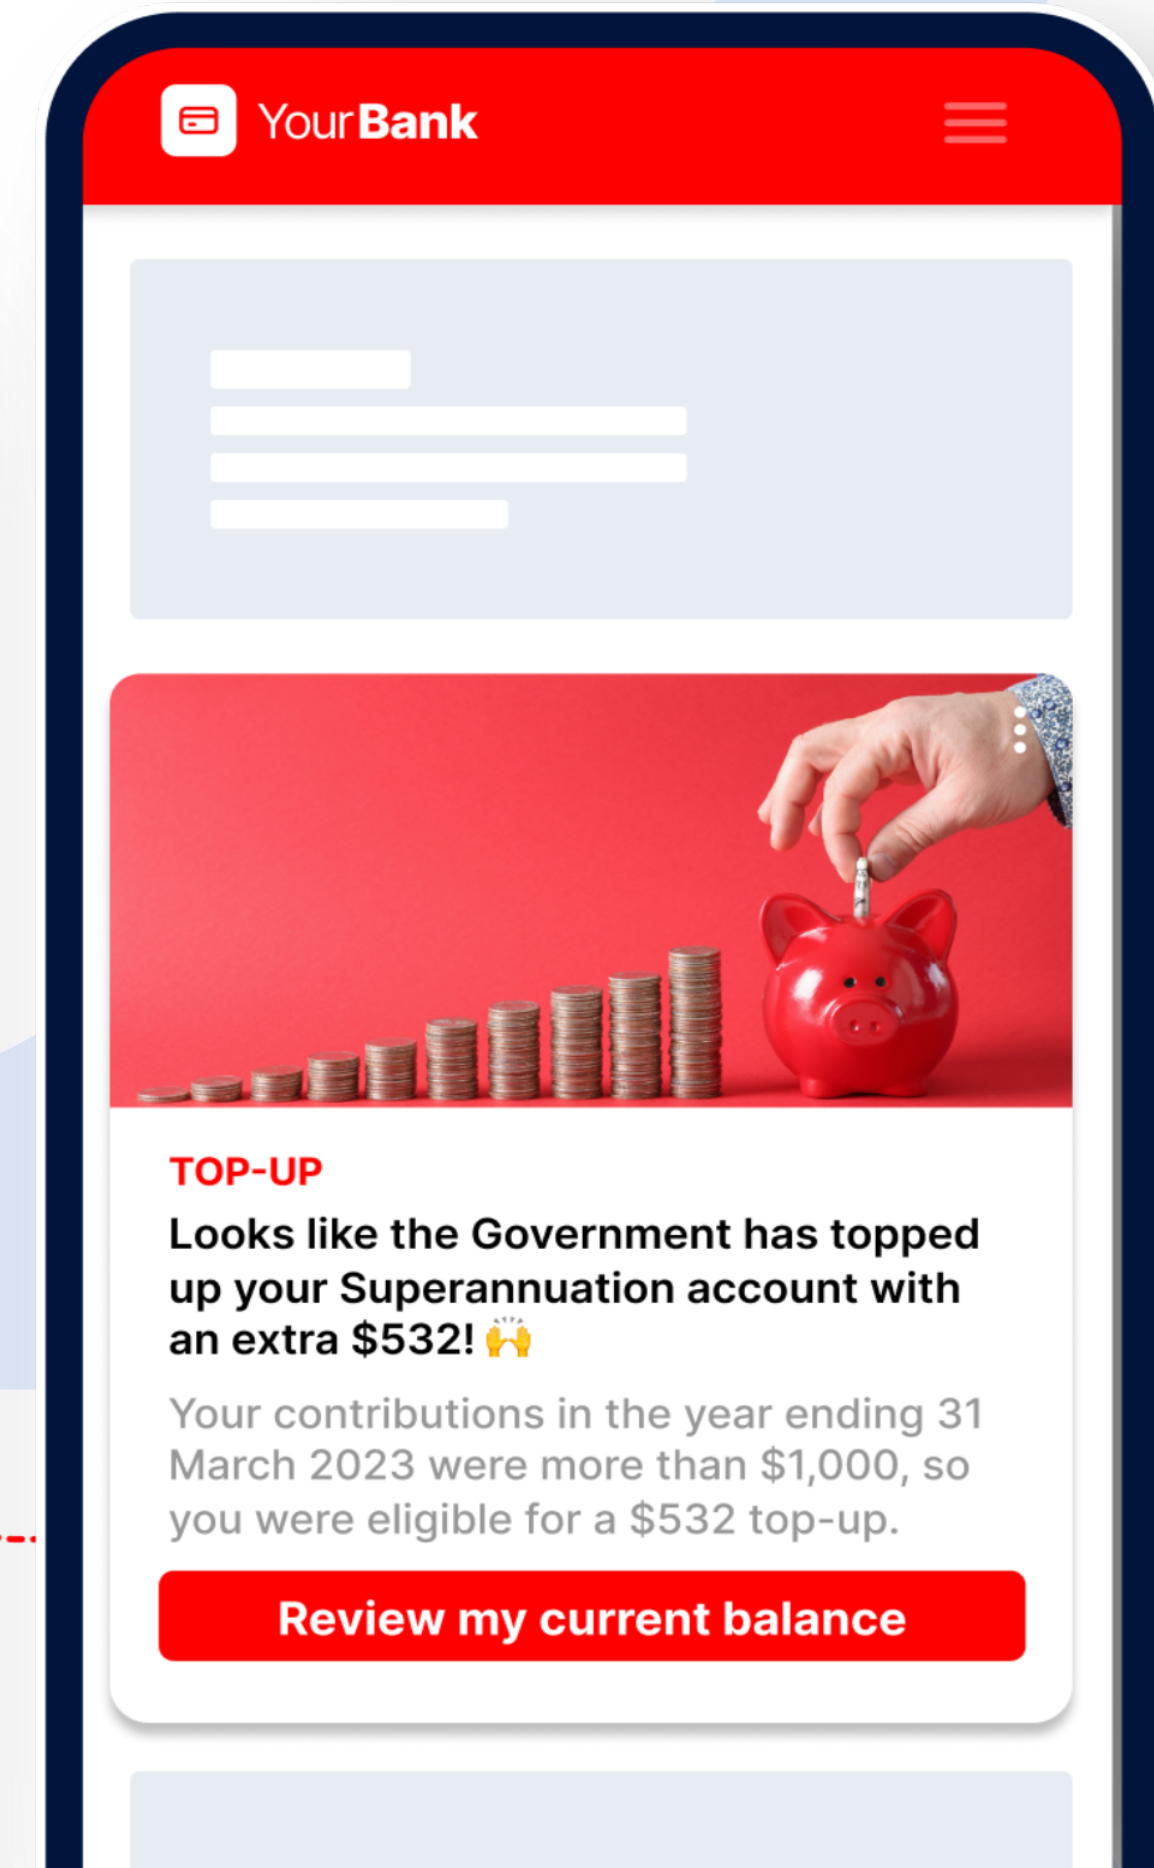 YourBank
TOP-UP
Looks like the Government has topped
up your Superannuation account with
an extra $532! 🙌
Your contributions in the year ending 31
March 2023 were more than $1,000, so
you were eligible for a $532 top-up.
Review my current balance